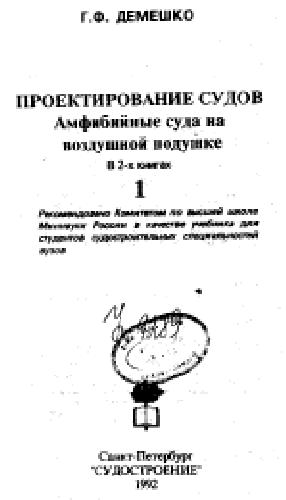 Г.Ф. ДЕМЕШКО
ПРОЕКТИРОВАНИЕ СУДОВ
Амфибийные суда на
воздушной подушке
В 2-х книгах
1
Рекомендовано Комитетом по высшей школе
Миннауки России в качестве учебника для
студентов судостроительных специальностей
вузов
Санкт-Петербург
"СУДОСТРОЕНИЕ"
1992